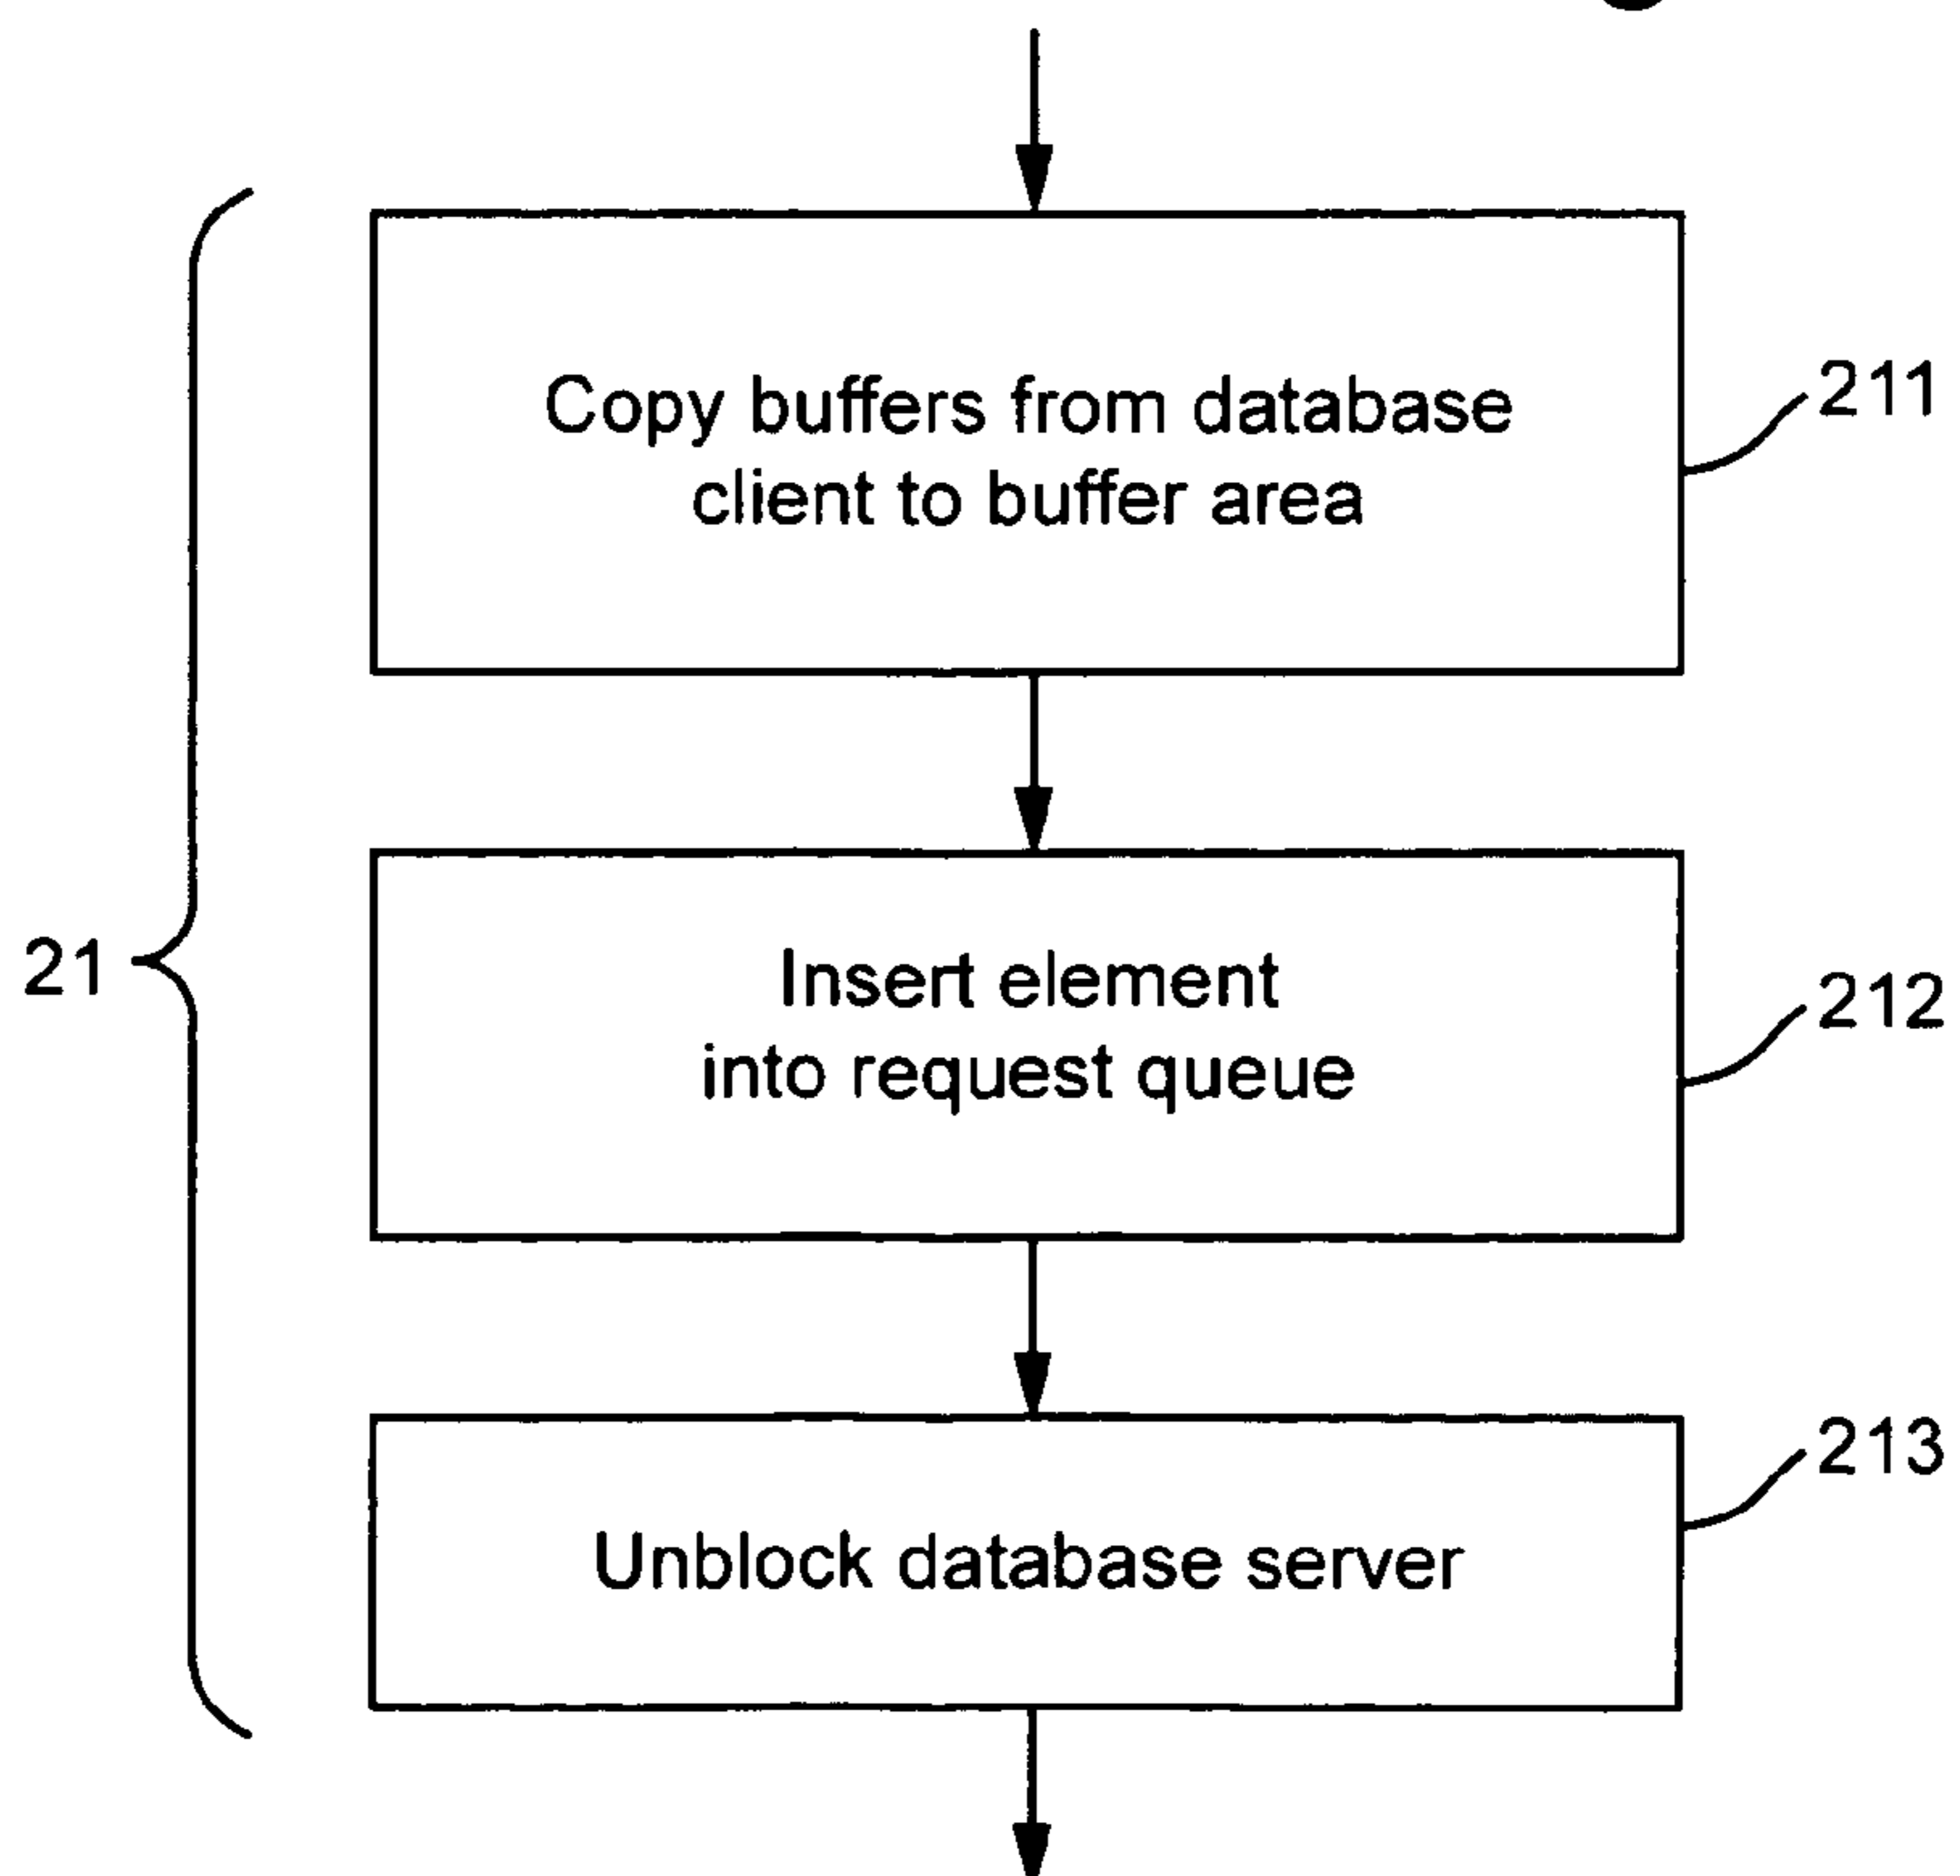 Copy buffers from database
client to buffer area
211
21
Insert element
into request queue
212
Unblock database server
213